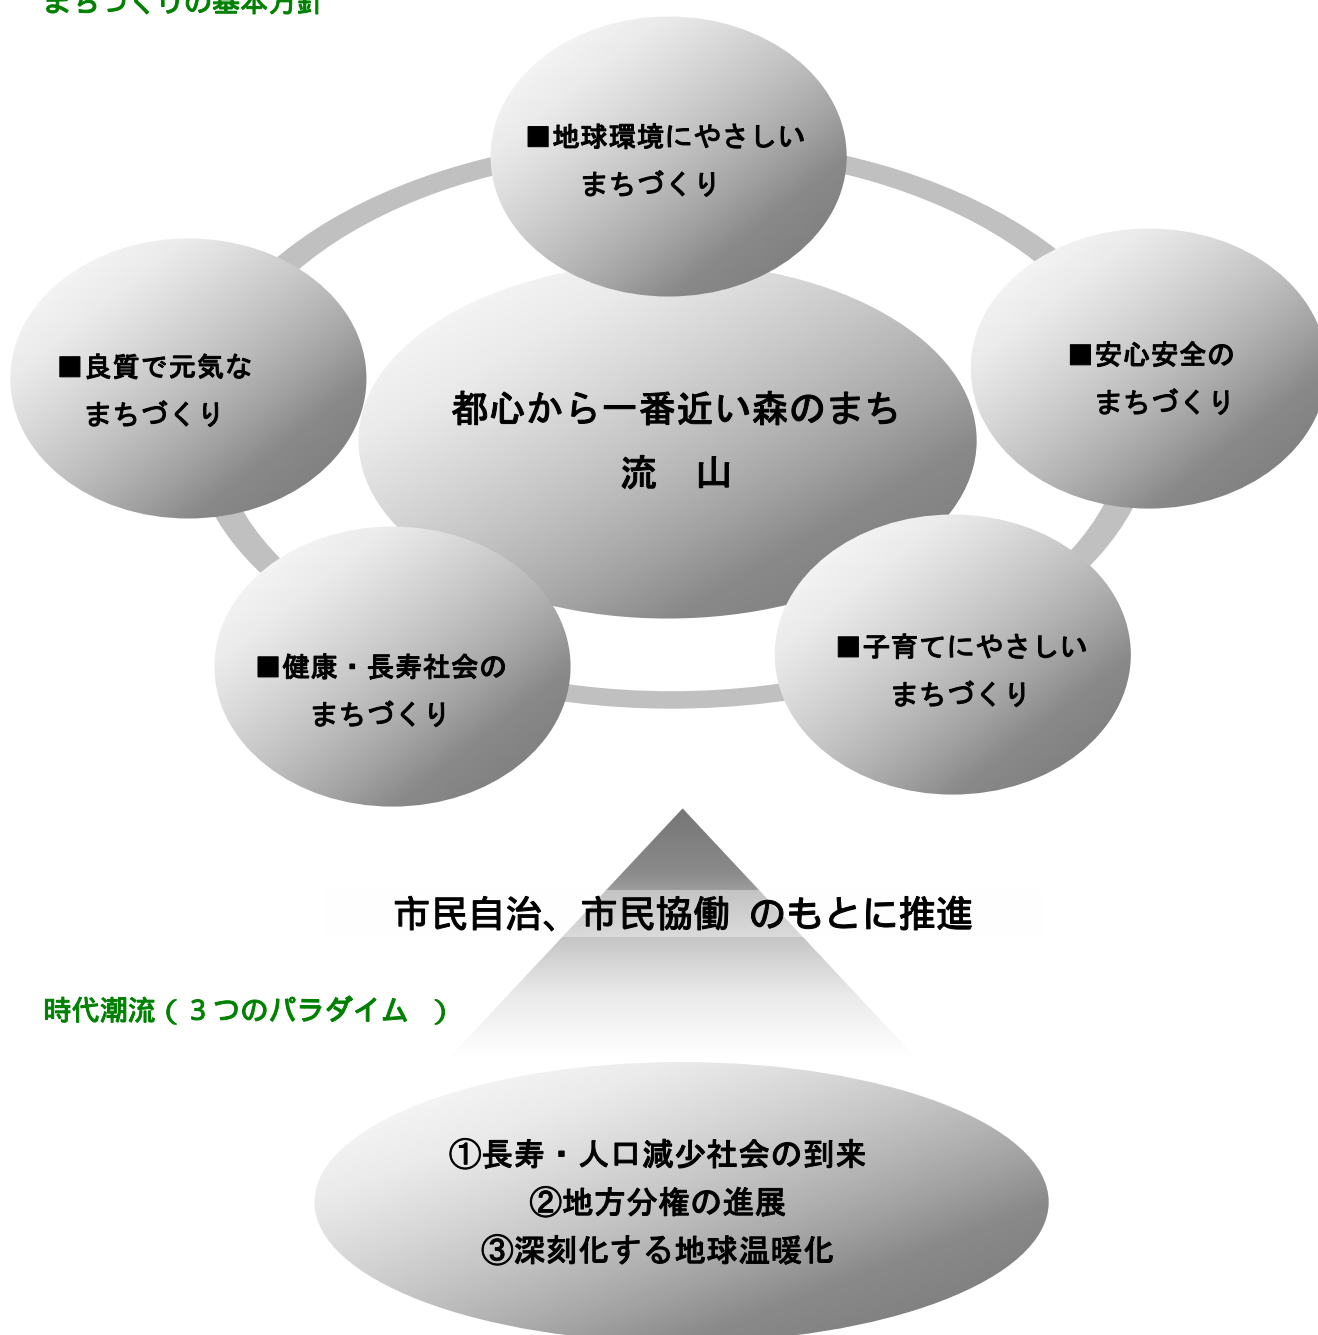 まちづくりの基本方針
■地球環境にやさしい
まちづくり
■良質で元気な
まちづくり
■安心安全の
まちづくり
都心から一番近い森のまち
流　山
■健康・長寿社会の
まちづくり
■子育てにやさしい
まちづくり
市民自治、市民協働 のもとに推進
時代潮流(３つのパラダイム　)
①長寿・人口減少社会の到来
②地方分権の進展
③深刻化する地球温暖化